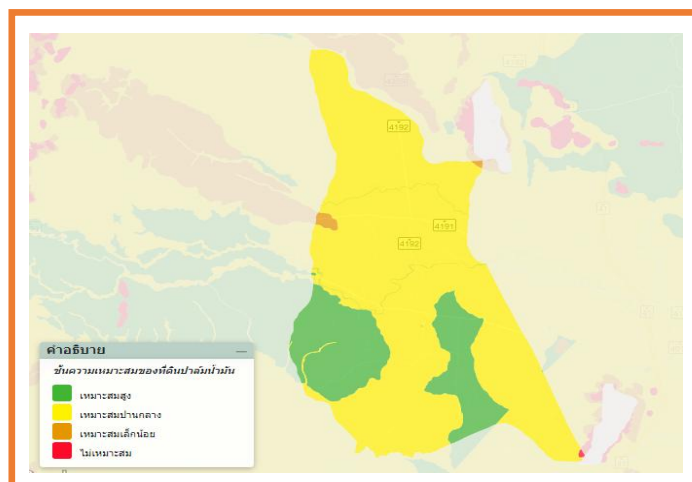 4192
4191
4192
คำอธิบาย
ชั้นความเหมาะสมของที่ดินปาล์มน้ำมัน
เหมาะสมสูง
เหมาะสมปานกลาง
เหมาะสมเล็กน้อย
ไม่เหมาะสม